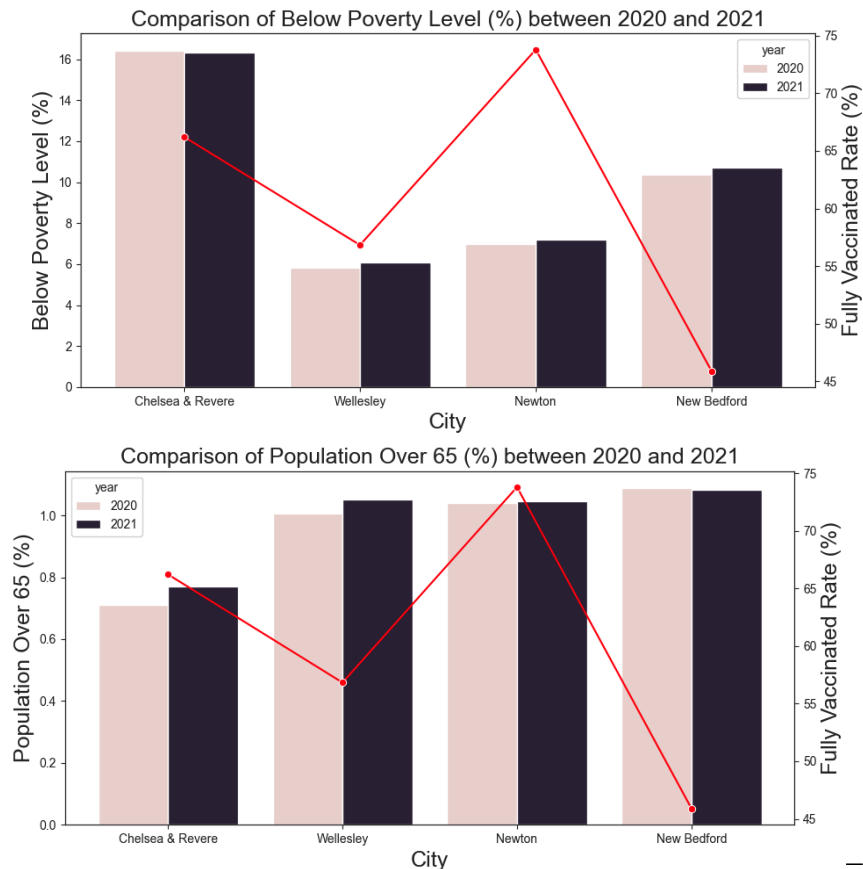 Comparison of Below Poverty Level (%) between 2020 and 2021
16
14
12
10
8
6
4
2
0
Below Poverty Level (%)
year
2020
2021
75
70
65
60
55
50
45
Fully Vaccinated Rate (%)
Chelsea & Revere
Wellesley
Newton
New Bedford
City
Comparison of Population Over 65 (%) between 2020 and 2021
year
2020
2021
1.0
0.8
0.6
0.4
0.2
0.0
Population Over 65 (%)
75
70
65
60
55
50
45
Fully Vaccinated Rate (%)
Chelsea & Revere
Wellesley
Newton
New Bedford
City